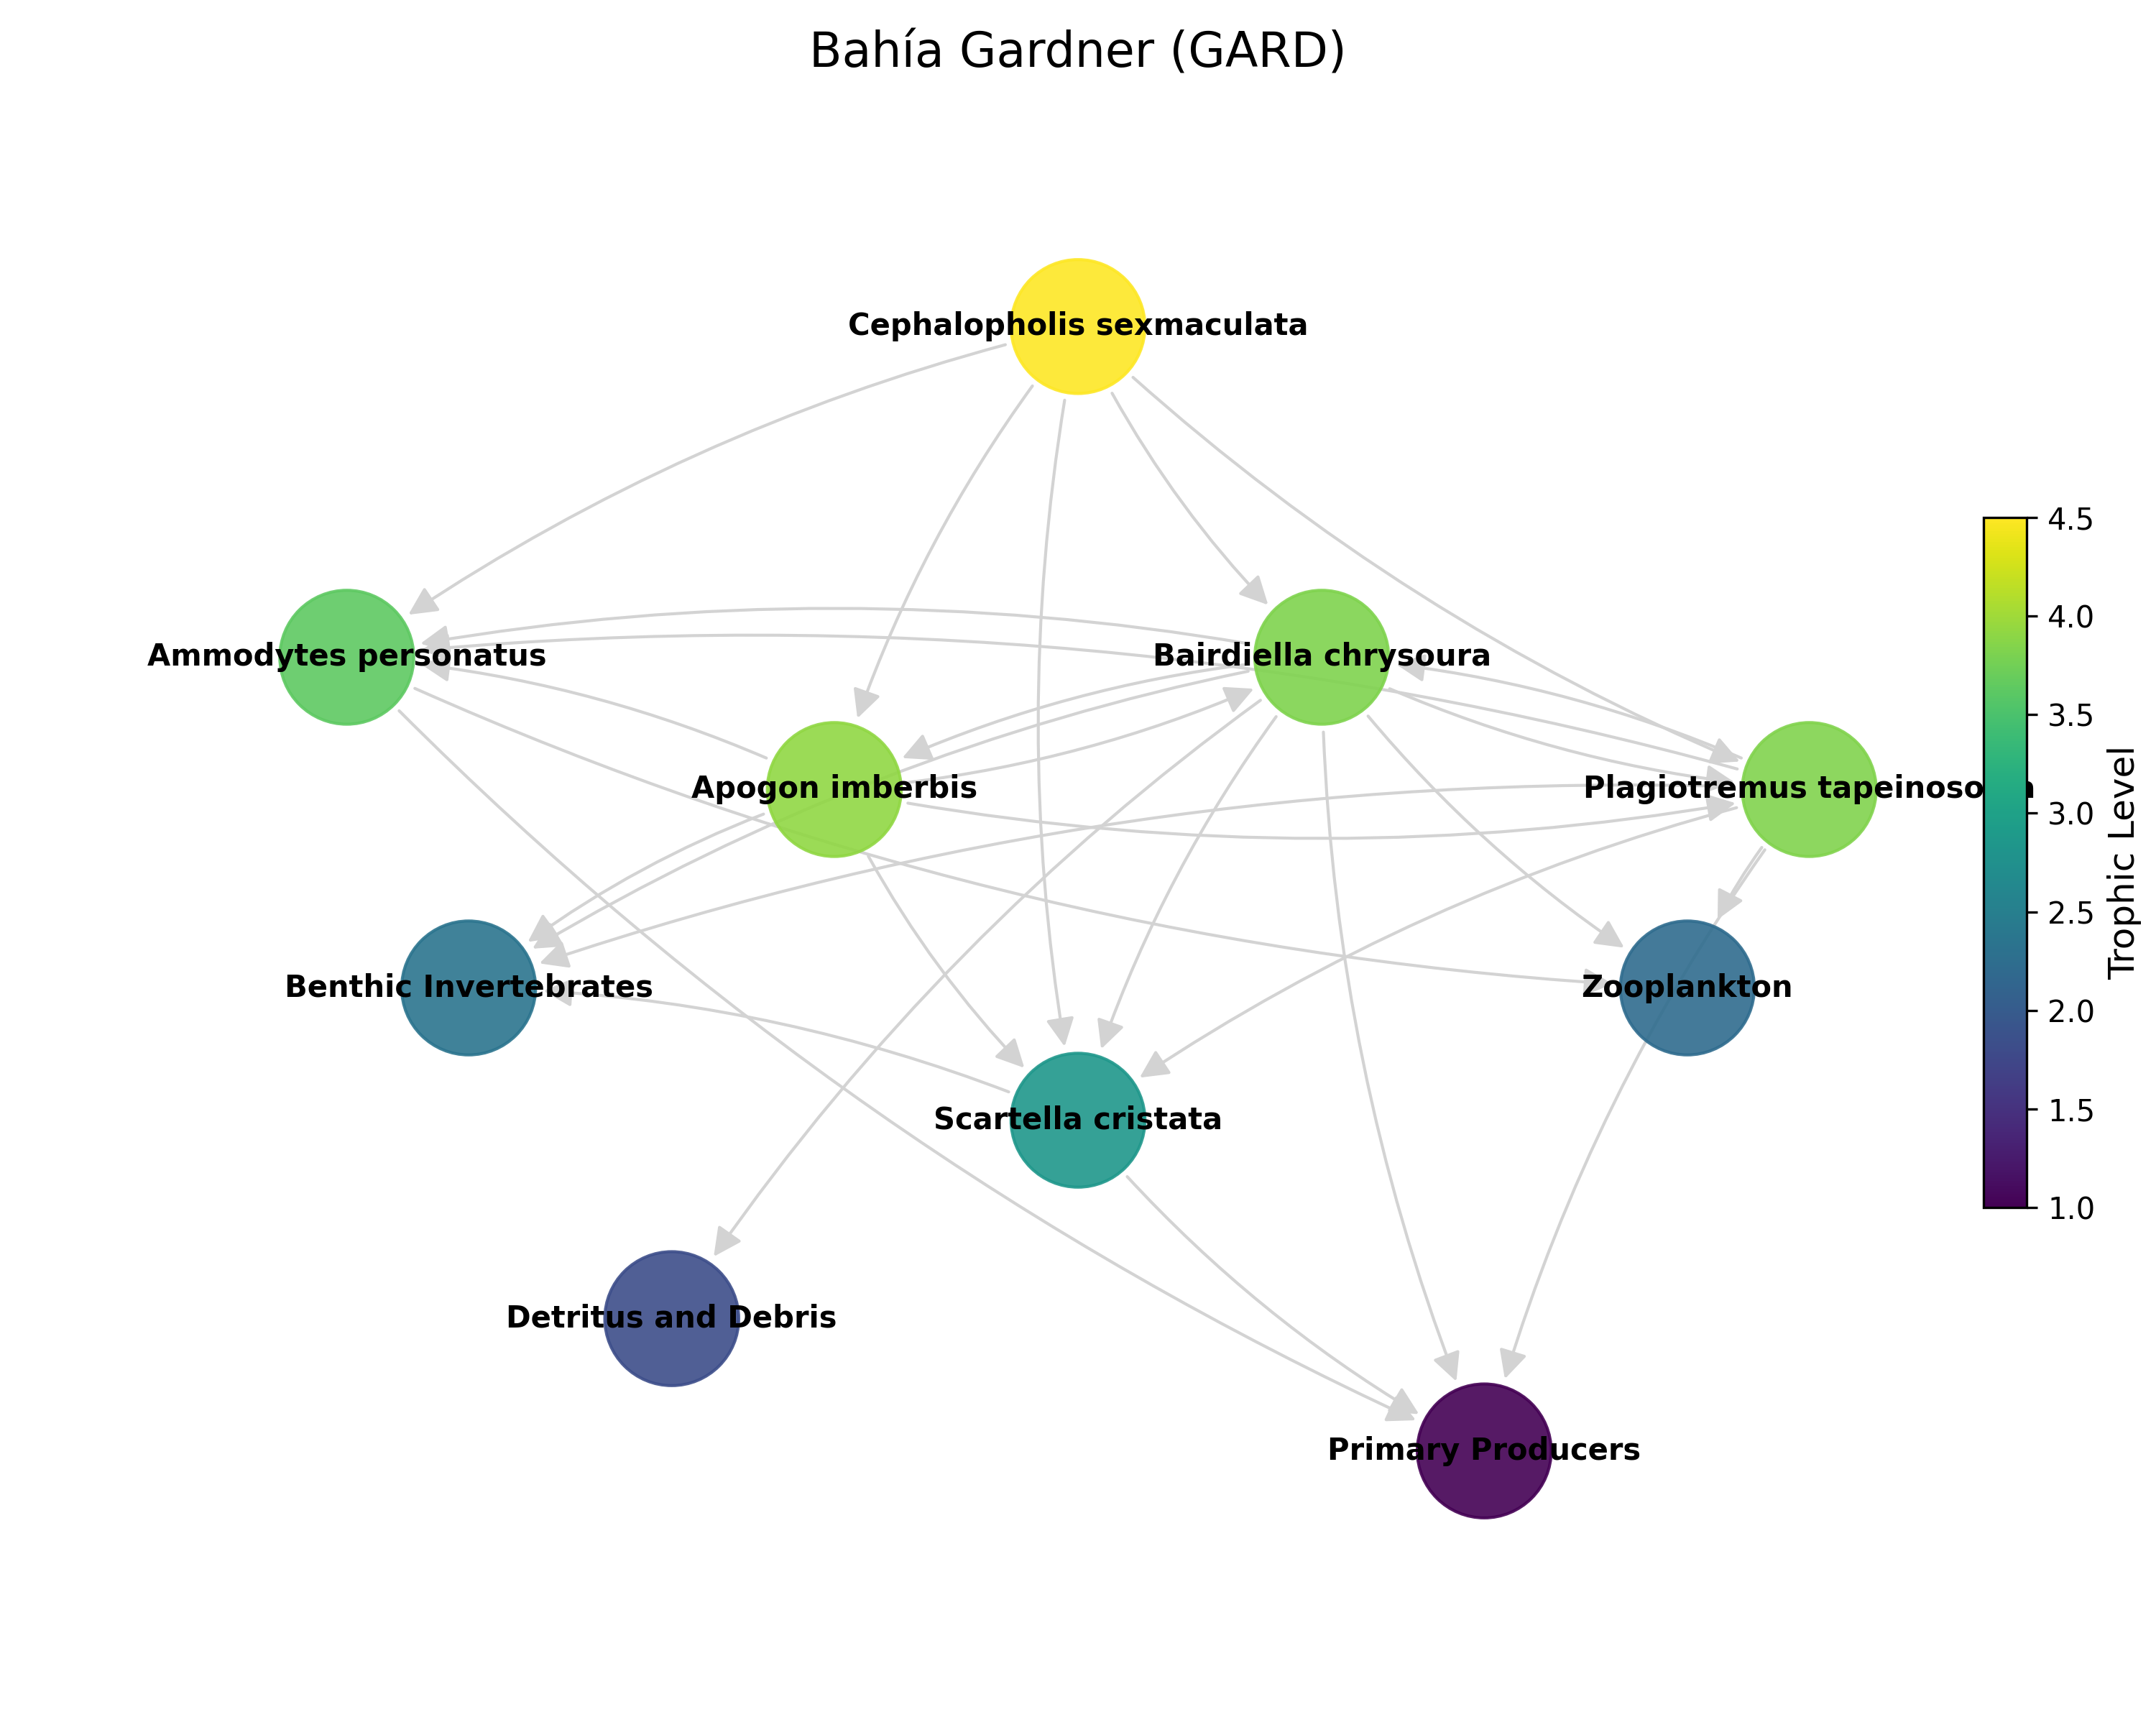 Bahía Gardner (GARD)
Cephalopholis sexmaculata
4.5
4.0
3.5
3.0
2.5
2.0
1.5
1.0
Trophic Level
Ammodytes personatus
Bairdiella chrysoura
Apogon imberbis
Plagiotremus tapeinosoma
Benthic Invertebrates
Zooplankton
Scartella cristata
Detritus and Debris
Primary Producers